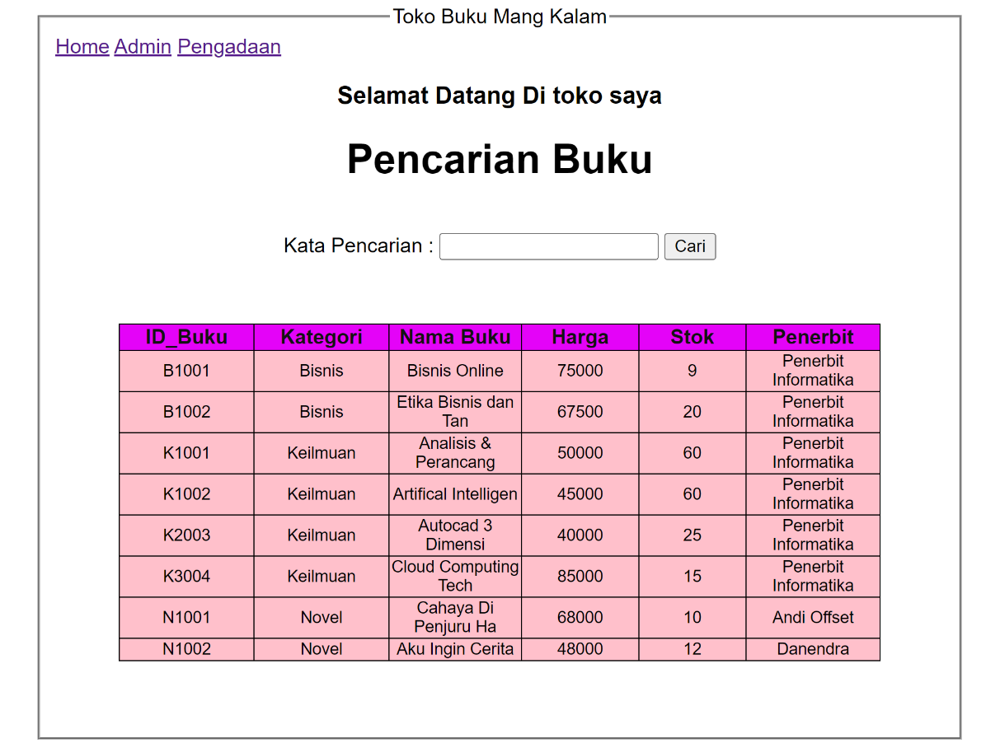 Toko Buku Mang Kalam
Home Admin Pengadaan
Selamat Datang Di toko saya
Pencarian Buku
Kata Pencarian : Cari
ID_Buku Kategori Nama Buku Harga Stok Penerbit
B1001 Bisnis Bisnis Online 75000 9 Penerbit Informatika
B1002 Bisnis Etika Bisnis dan Tan 67500 20 Penerbit Informatika
K1001 Keilmuan Analisis & Perancang 50000 60 Penerbit Informatika
K1002 Keilmuan Artifical Intelligen 45000 60 Penerbit Informatika
K2003 Keilmuan Autocad 3 Dimensi 40000 25 Penerbit Informatika
K3004 Keilmuan Cloud Computing Tech 85000 15 Penerbit Informatika
N1001 Novel Cahaya Di Penjuru Ha 68000 10 Andi Offset
N1002 Novel Aku Ingin Cerita 48000 12 Danendra